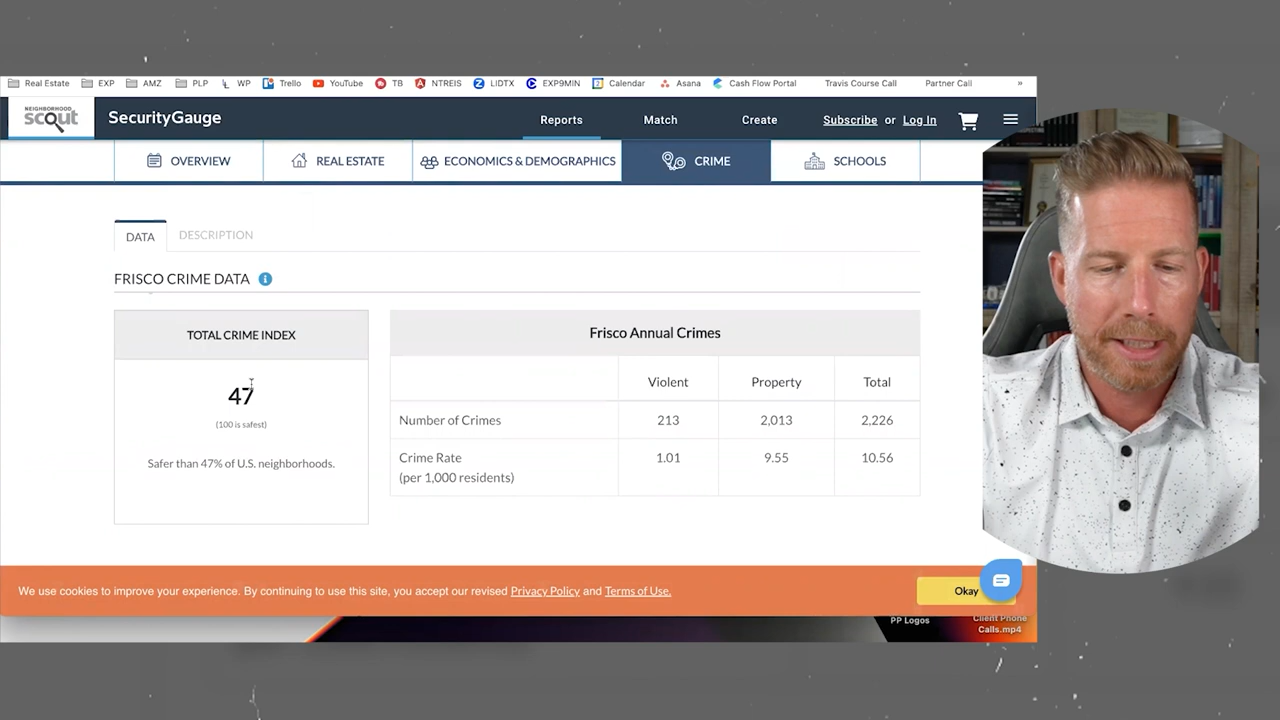 Real Estate EXP AMZ PLP WP Trello YouTube TB NTREIS LIDTX EXP9MIN Calendar Asana Cash Flow Portal Travis Course Call Partner Call »
NEIGHBORHOOD
scout
SecurityGauge
Reports Match Create Subscribe or Log In
OVERVIEW REAL ESTATE ECONOMICS & DEMOGRAPHICS CRIME SCHOOLS
DATA DESCRIPTION
FRISCO CRIME DATA i
TOTAL CRIME INDEX
47
(100 is safest)
Safer than 47% of U.S. neighborhoods.
Frisco Annual Crimes
Violent Property Total
Number of Crimes 213 2,013 2,226
Crime Rate
(per 1,000 residents) 1.01 9.55 10.56
We use cookies to improve your experience. By continuing to use this site, you accept our revised Privacy Policy and Terms of Use. Okay
PP Logos
Client Phone
Calls.mp4